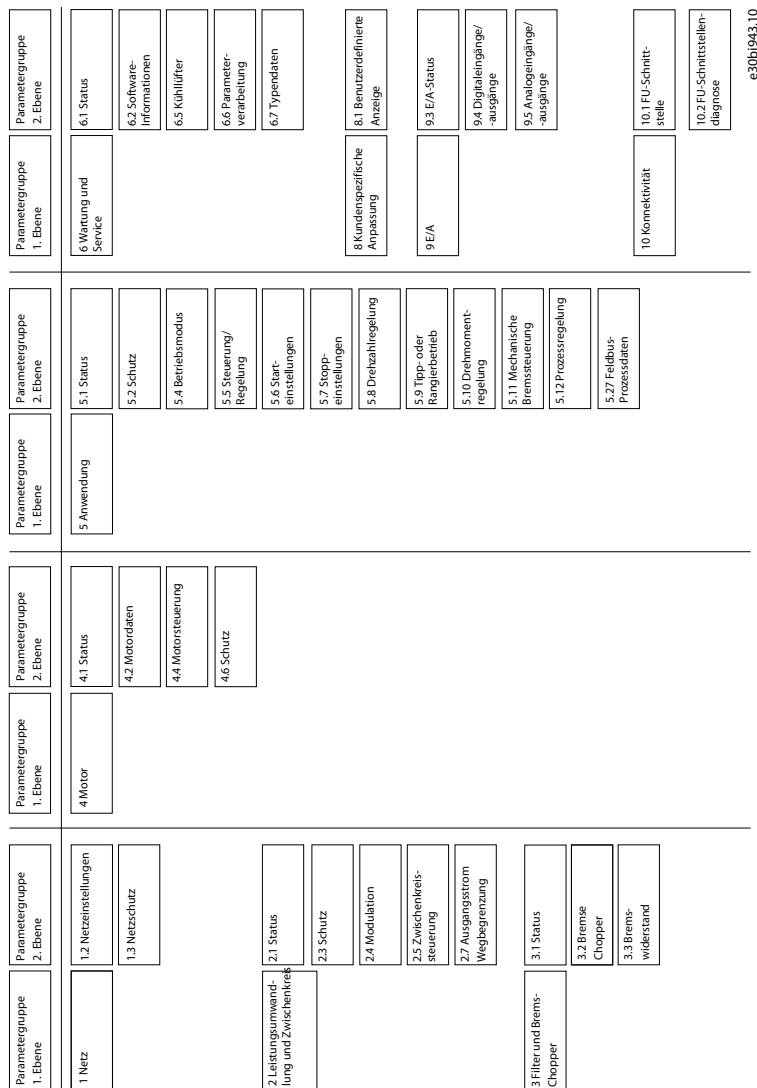 Parametergruppe
1. Ebene
Parametergruppe
2. Ebene
1 Netz
1.2 Netzeinstellungen
1.3 Netzschutz
2 Leistungsumwand-
lung und Zwischenkreis
2.1 Status
2.3 Schutz
2.4 Modulation
2.5 Zwischenkreis-
steuerung
2.7 Ausgangsstrom
Wegbegrenzung
3 Filter und Brems-
Chopper
3.1 Status
3.2 Bremse
Chopper
3.3 Brems-
widerstand
Parametergruppe
1. Ebene
Parametergruppe
2. Ebene
4 Motor
4.1 Status
4.2 Motordaten
4.4 Motorsteuerung
4.6 Schutz
Parametergruppe
1. Ebene
Parametergruppe
2. Ebene
5 Anwendung
5.1 Status
5.2 Schutz
5.4 Betriebsmodus
5.5 Steuerung/
Regelung
5.6 Start-
einstellungen
5.7 Stopp-
einstellungen
5.8 Drehzahlregelung
5.9 Tipp- oder
Rangierbetrieb
5.10 Drehmoment-
regelung
5.11 Mechanische
Bremssteuerung
5.12 Prozessregelung
5.27 Feldbus-
Prozessdaten
Parametergruppe
1. Ebene
Parametergruppe
2. Ebene
6 Wartung und
Service
6.1 Status
6.2 Software-
Informationen
6.5 Kühllüfter
6.6 Parameter-
verarbeitung
6.7 Typendaten
8 Kundenspezifische
Anpassung
8.1 Benutzerdefinierte
Anzeige
9 E/A
9.3 E/A-Status
9.4 Digitaleingänge/
-ausgänge
9.5 Analogeingänge/
-ausgänge
10 Konnektivität
10.1 FU-Schnitt-
stelle
10.2 FU-Schnittstellen-
diagnose
e30bi943.10